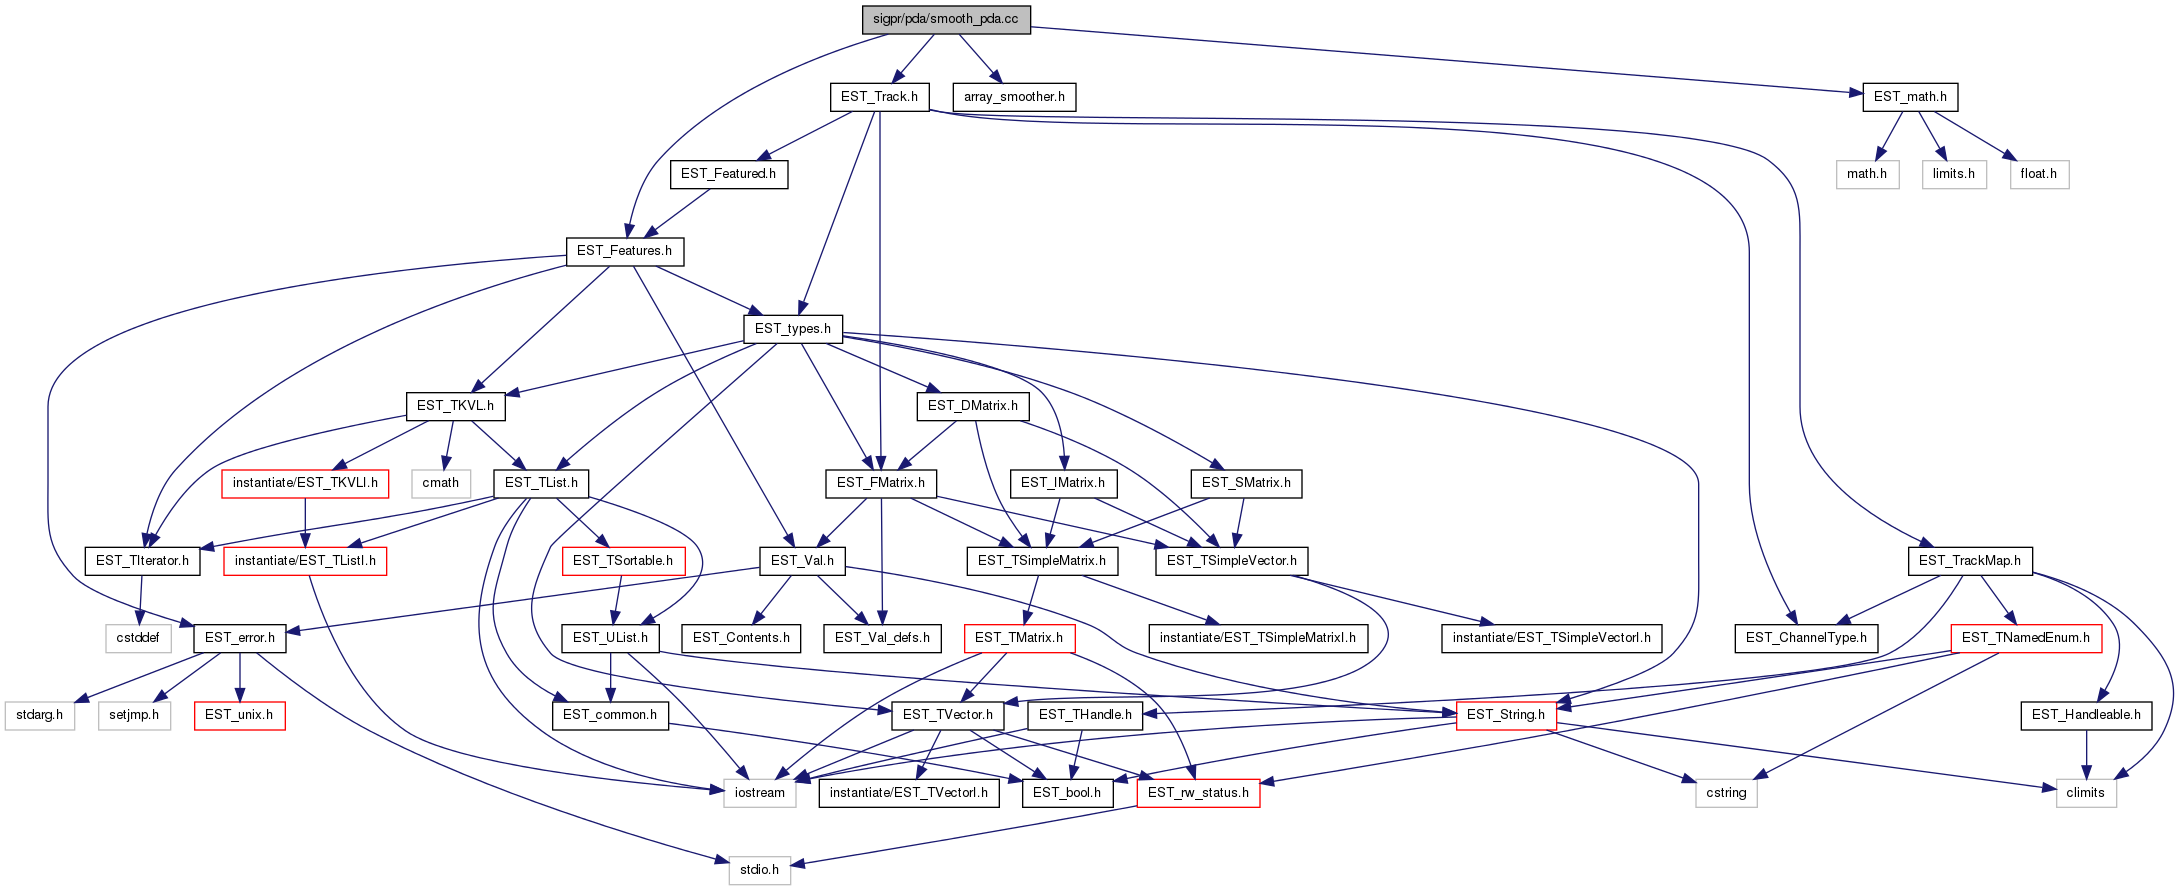 sigpr/pda/smooth_pda.cc
EST_Track.h
array_smoother.h
EST_math.h
EST_Featured.h
math.h
limits.h
float.h
EST_Features.h
EST_types.h
EST_TKVL.h
EST_DMatrix.h
instantiate/EST_TKVLI.h
cmath
EST_TList.h
EST_FMatrix.h
EST_IMatrix.h
EST_SMatrix.h
EST_TIterator.h
instantiate/EST_TListI.h
EST_TSortable.h
EST_Val.h
EST_TSimpleMatrix.h
EST_TSimpleVector.h
EST_TrackMap.h
cstddef
EST_error.h
EST_UList.h
EST_Contents.h
EST_Val_defs.h
EST_TMatrix.h
instantiate/EST_TSimpleMatrixI.h
instantiate/EST_TSimpleVectorI.h
EST_ChannelType.h
EST_TNamedEnum.h
stdarg.h
setjmp.h
EST_unix.h
EST_common.h
EST_TVector.h
EST_THandle.h
EST_String.h
EST_Handleable.h
iostream
instantiate/EST_TVectorI.h
EST_bool.h
EST_rw_status.h
cstring
climits
stdio.h